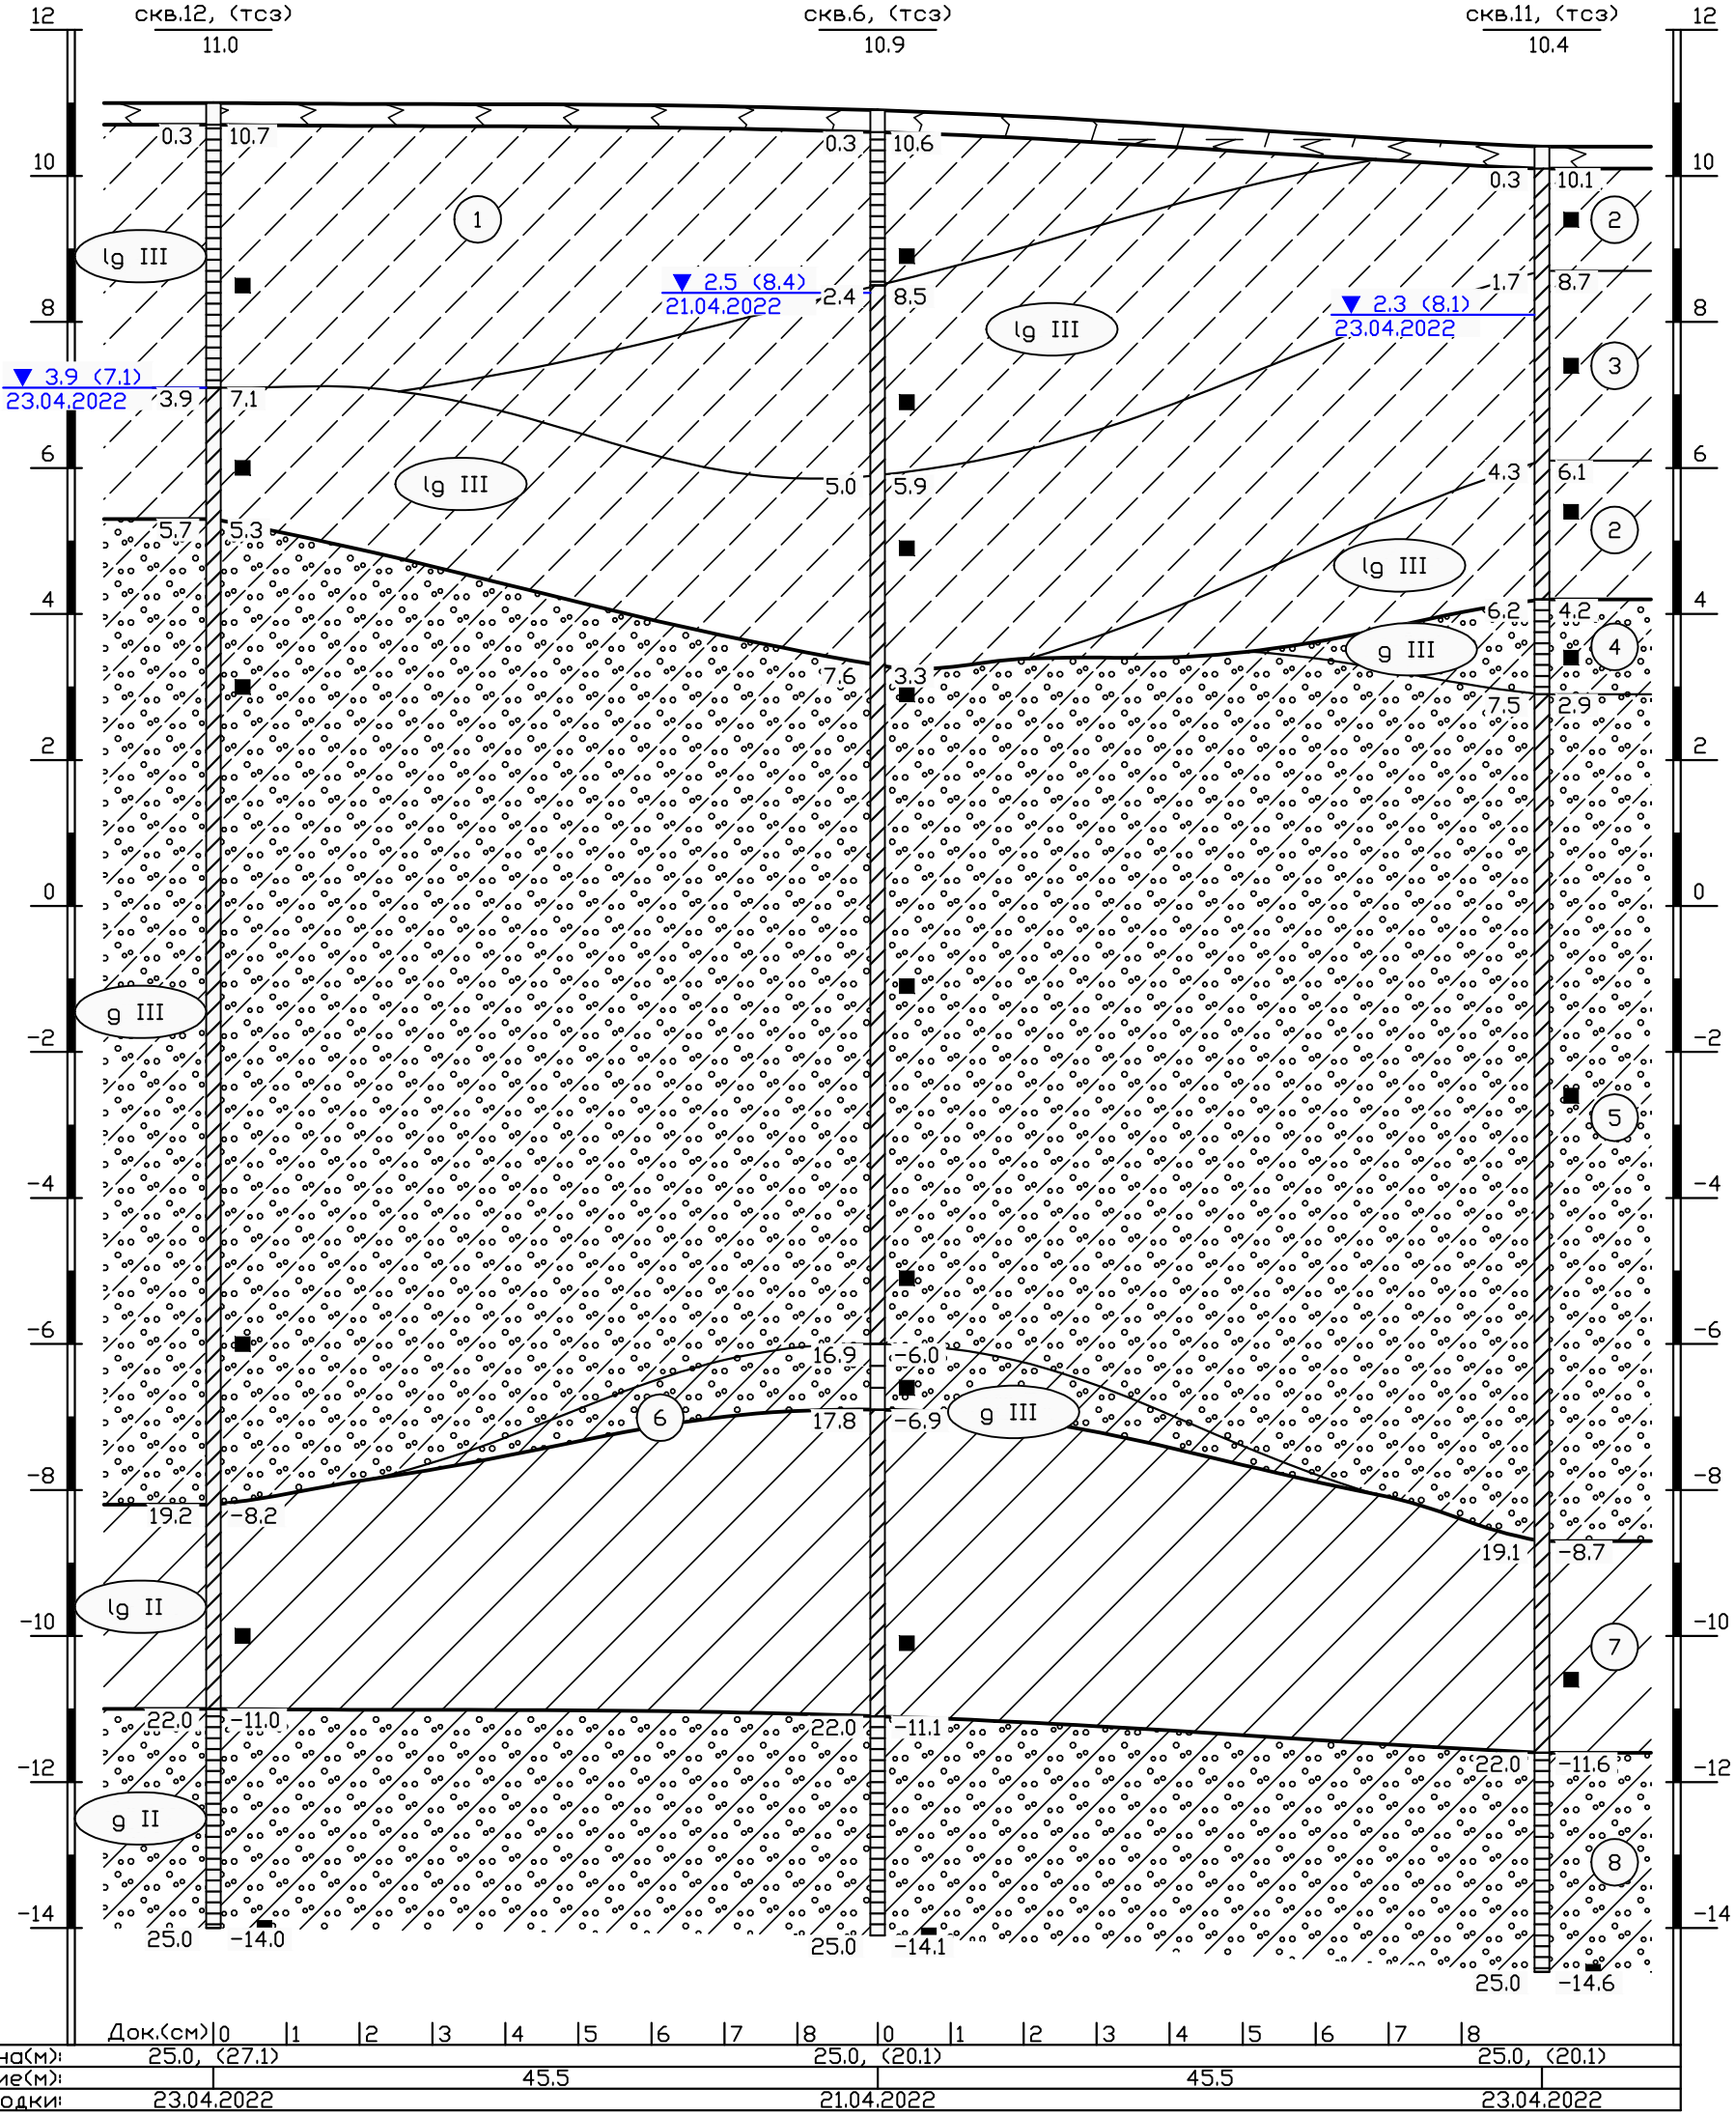 12 скв.12, (тсз) скв.6, (тсз) скв.11, (тсз) 12
11.0 10.9 10.4
0.3 10.7 0.3 10.6
10 0.3 10.1 10
1 2
lg III
2.5 (8.4) 2.4 8.5 lg III 1.7 8.7
21.04.2022 2.3 (8.1)
8 23.04.2022 8
3.9 (7.1) 3
23.04.2022 3.9 7.1
6 4.3 6.1 6
lg III 5.0 5.9
5.7 5.3 2
lg III
4 6.2 4.2 4
g III 4
7.6 3.3
7.5 2.9
2 2
0 0
g III
-2 -2
5
-4 -4
-6 16.9 -6.0 -6
6 17.8 -6.9 g III
-8 -8
19.2 -8.2
19.1 -8.7
lg II
-10 -10
7
22.0 -11.0 22.0 -11.1
22.0 -11.6
-12 -12
g II
8
-14 -14
25.0 -14.0 25.0 -14.1
25.0 -14.6
Док.(см) 0 1 2 3 4 5 6 7 8 0 1 2 3 4 5 6 7 8
на(м): 25.0, (27.1) 25.0, (20.1) 25.0, (20.1)
ие(м): 45.5 45.5
одки: 23.04.2022 21.04.2022 23.04.2022